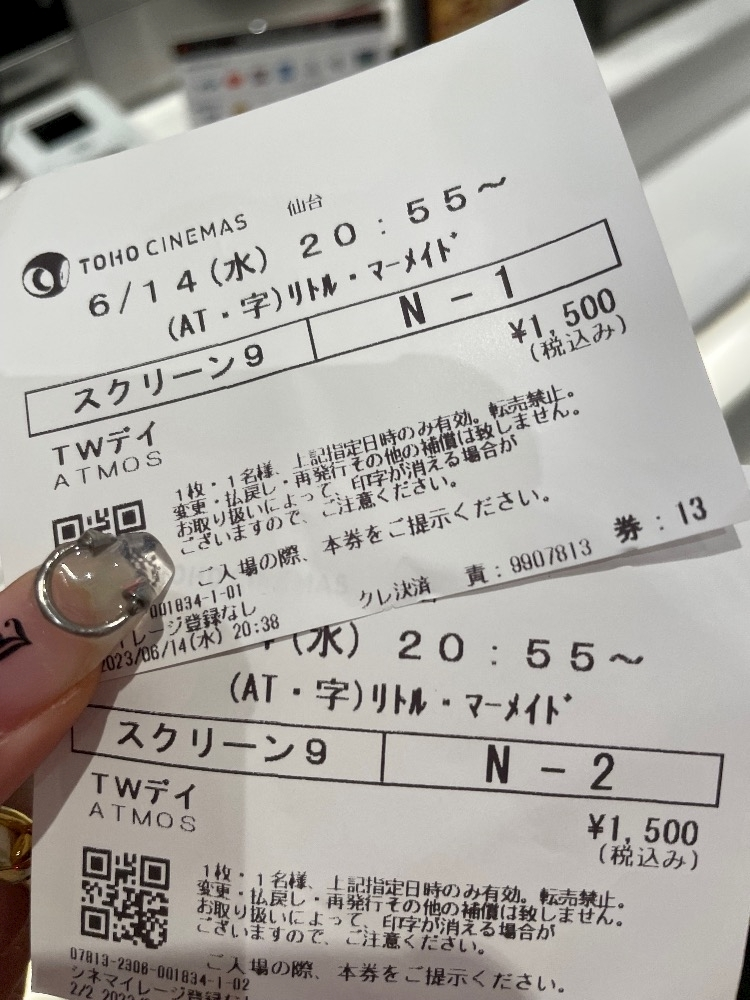 TOHO CINEMAS 仙台
6/14(水) 20:55～
(AT・字)ﾘﾄﾙ・ﾏｰﾒｲﾄﾞ
スクリーン9 N-1
¥1,500
(税込み)
TWデイ
ATMOS
1枚・1名様、上記指定日時のみ有効。転売禁止。
変更・払戻し・再発行その他の補償は致しません。
お取り扱いによって、印字が消える場合が
ございますので、ご注意ください。
ご入場の際、本券をご提示ください。
001834-1-01
イレージ登録なし
2023/06/14(水) 20:38
クレ決済 責:9907813 券:13
(水) 20:55～
(AT・字)ﾘﾄﾙ・ﾏｰﾒｲﾄﾞ
スクリーン9 N-2
¥1,500
(税込み)
TWデイ
ATMOS
1枚・1名様、上記指定日時のみ有効。転売禁止。
変更・払戻し・再発行その他の補償は致しません。
お取り扱いによって、印字が消える場合が
ございますので、ご注意ください。
ご入場の際、本券をご提示ください。
07813-2306-001834-1-02
シネマイレージ登録な
2/2